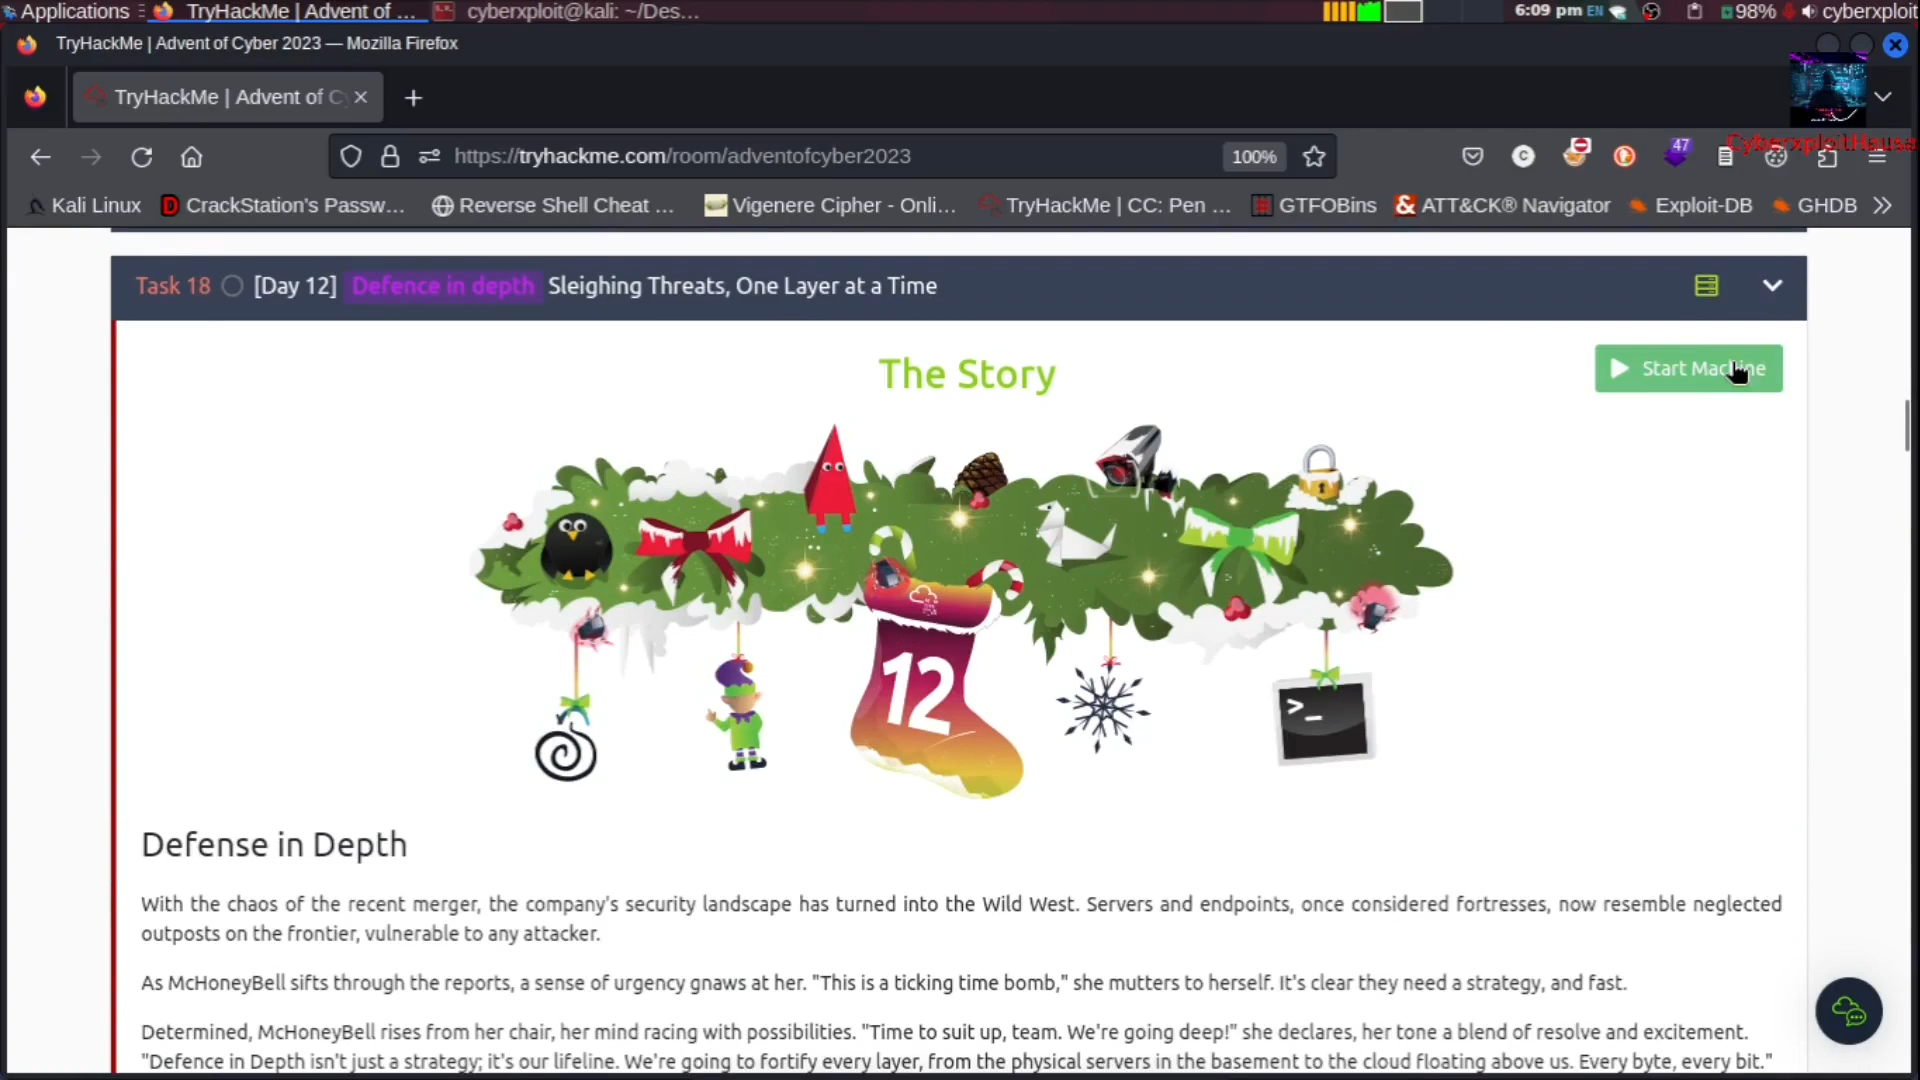 Applications
TryHackMe | Advent of ...
cyberxploit@kali: ~/Des...
6:09 pm EN
98%
cyberxploit
TryHackMe | Advent of Cyber 2023 — Mozilla Firefox
TryHackMe | Advent of C
CyberxploitHausa
https://tryhackme.com/room/adventofcyber2023
100%
47
Kali Linux
CrackStation's Passw...
Reverse Shell Cheat ...
Vigenere Cipher - Onli...
TryHackMe | CC: Pen ...
GTFOBins
ATT&CK® Navigator
Exploit-DB
GHDB
Task 18 [Day 12] Defence in depth Sleighing Threats, One Layer at a Time
The Story
Start Machine
12
>_
Defense in Depth
With the chaos of the recent merger, the company's security landscape has turned into the Wild West. Servers and endpoints, once considered fortresses, now resemble neglected
outposts on the frontier, vulnerable to any attacker.
As McHoneyBell sifts through the reports, a sense of urgency gnaws at her. "This is a ticking time bomb," she mutters to herself. It's clear they need a strategy, and fast.
Determined, McHoneyBell rises from her chair, her mind racing with possibilities. "Time to suit up, team. We're going deep!" she declares, her tone a blend of resolve and excitement.
"Defence in Depth isn't just a strategy; it's our lifeline. We're going to fortify every layer, from the physical servers in the basement to the cloud floating above us. Every byte, every bit."